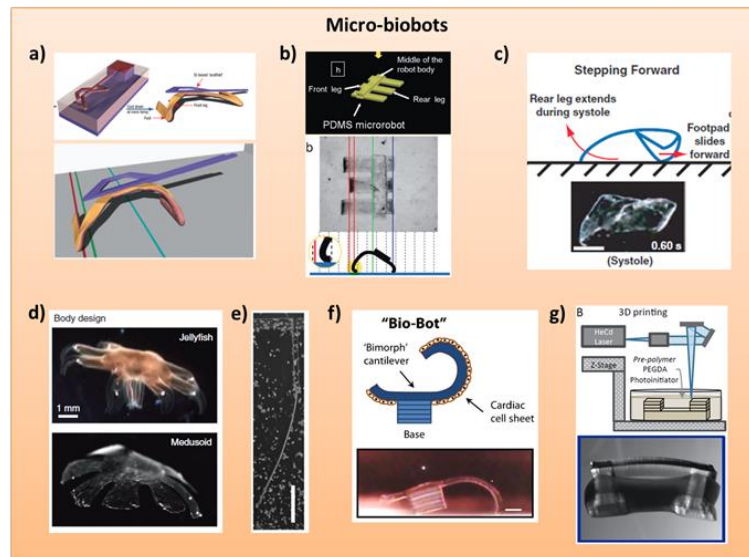 Micro-biobots
a)
b)
h
Middle of the
robot body
Front leg
Rear leg
PDMS microrobot
b
c)
Stepping Forward
Rear leg extends
during systole
Footpad
slides
forward
0.60 s
(Systole)
d)
Body design
Jellyfish
1 mm
Medusoid
e)
f)
"Bio-Bot"
'Bimorph'
cantilever
Cardiac
cell sheet
Base
g)
B
3D printing
HeCd
Laser
Z-Stage
Pre-polymer
PEGDA
Photoinitiator